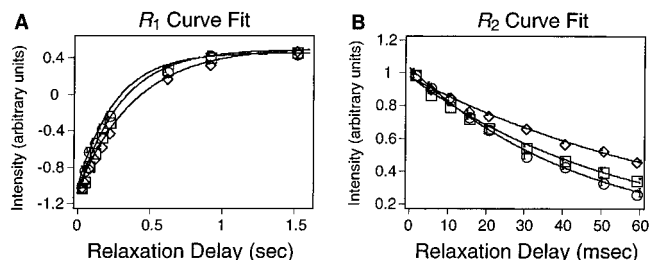 A
R1 Curve Fit
Intensity (arbitrary units)
0.4
0
-0.4
-0.8
-1.2
0
0.5
1.0
1.5
Relaxation Delay (sec)
B
R2 Curve Fit
Intensity (arbitrary units)
1
0.8
0.6
0.4
0.2
0
10
20
30
40
50
60
Relaxation Delay (msec)